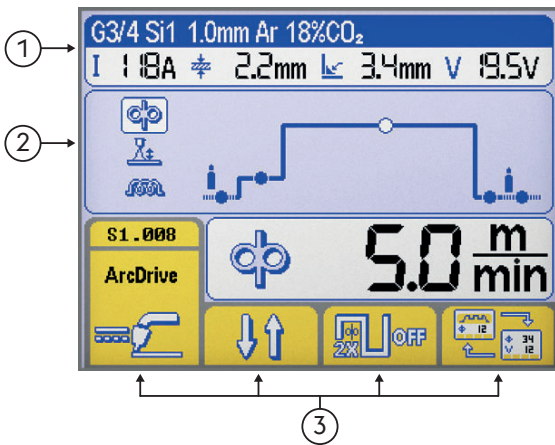 G3/4 Si1 1.0mm Ar 18%CO₂
I 118A 2.2mm 3.4mm V 19.5V
1
2
S1.008
ArcDrive
5.0 m/min
2X OFF
12 34
V 12
3